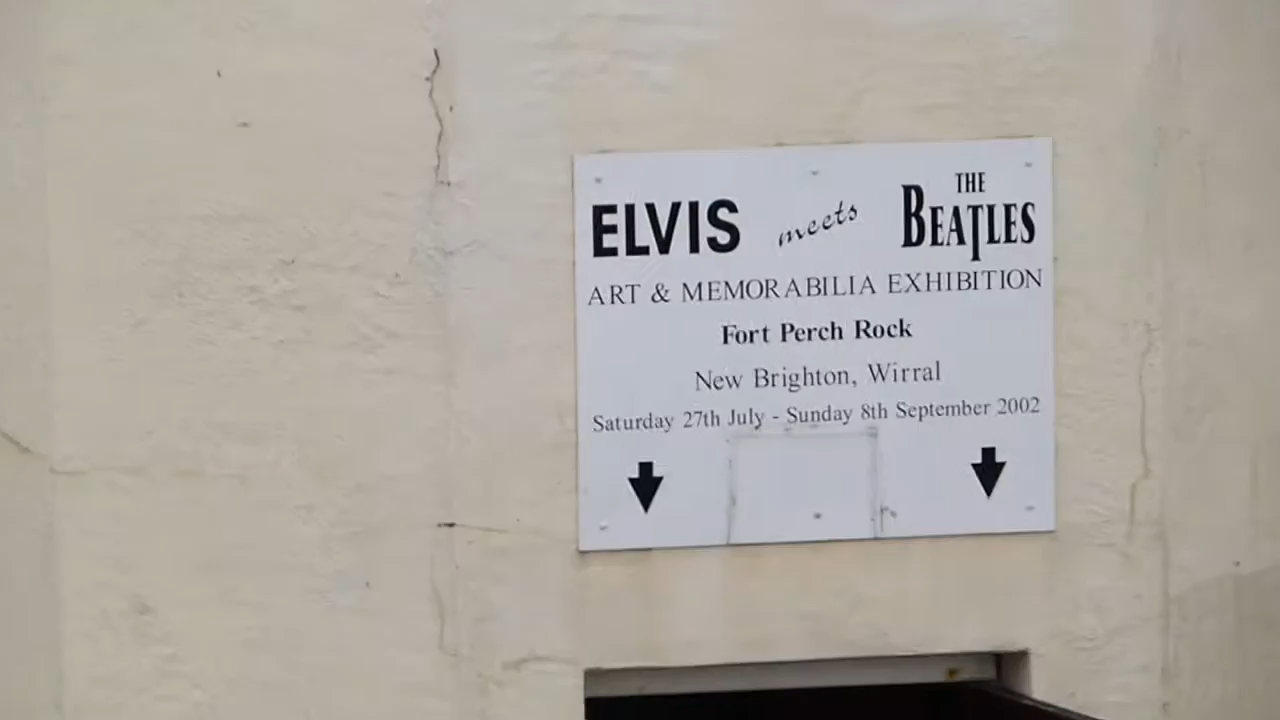 ELVIS meets THE BEATLES
ART & MEMORABILIA EXHIBITION
Fort Perch Rock
New Brighton, Wirral
Saturday 27th July - Sunday 8th September 2002